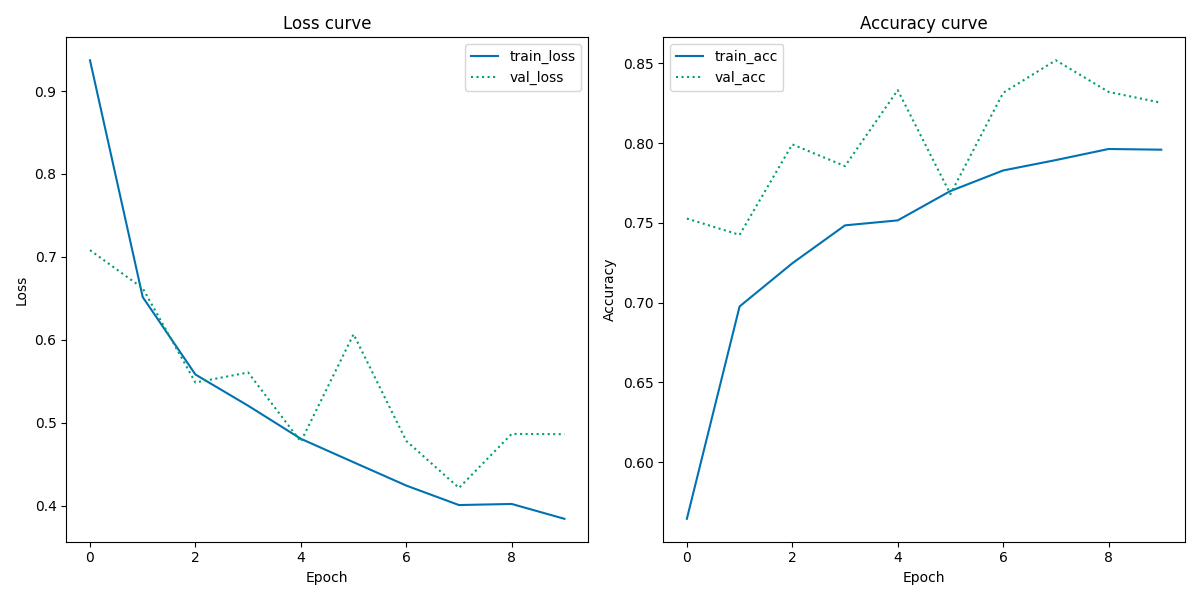 Loss curve
train_loss
val_loss
0.9
0.8
0.7
0.6
0.5
0.4
Loss
0 2 4 6 8
Epoch
Accuracy curve
train_acc
val_acc
0.85
0.80
0.75
0.70
0.65
0.60
Accuracy
0 2 4 6 8
Epoch